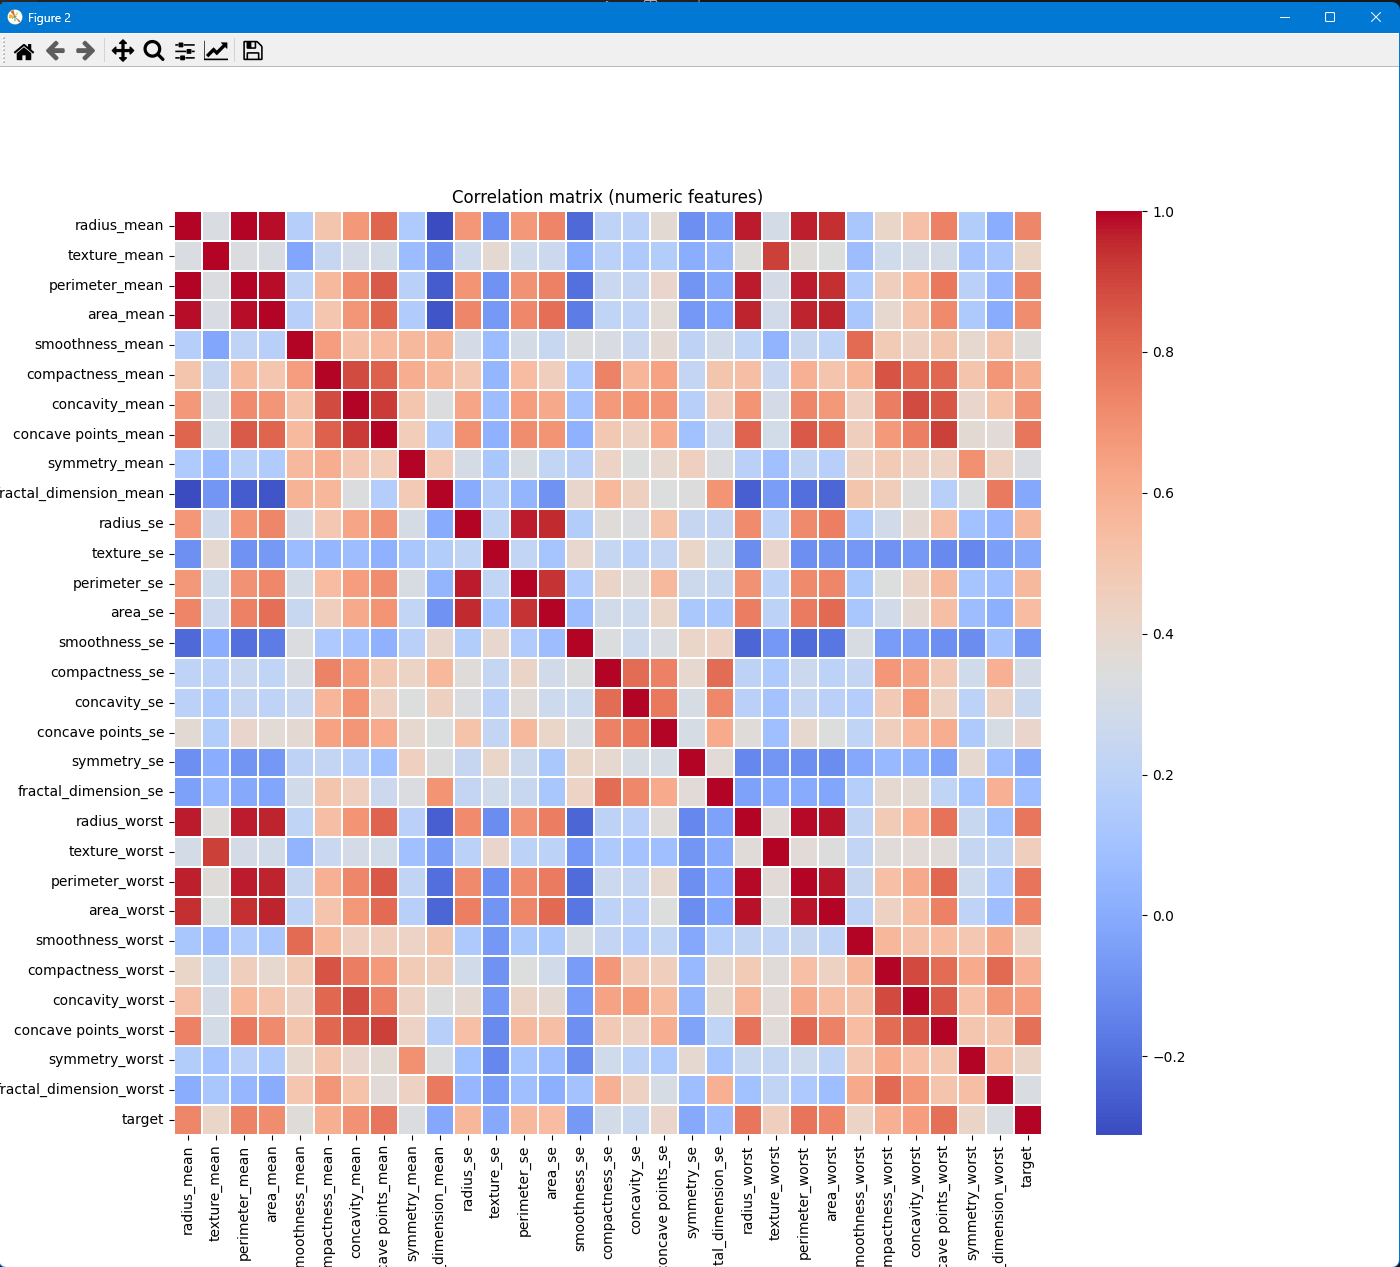 Figure 2
Correlation matrix (numeric features)
radius_mean
texture_mean
perimeter_mean
area_mean
smoothness_mean
compactness_mean
concavity_mean
concave points_mean
symmetry_mean
ractal_dimension_mean
radius_se
texture_se
perimeter_se
area_se
smoothness_se
compactness_se
concavity_se
concave points_se
symmetry_se
fractal_dimension_se
radius_worst
texture_worst
perimeter_worst
area_worst
smoothness_worst
compactness_worst
concavity_worst
concave points_worst
symmetry_worst
ractal_dimension_worst
target
radius_mean
texture_mean
perimeter_mean
area_mean
moothness_mean
mpactness_mean
concavity_mean
cave points_mean
symmetry_mean
_dimension_mean
radius_se
texture_se
perimeter_se
area_se
smoothness_se
compactness_se
concavity_se
oncave points_se
symmetry_se
tal_dimension_se
radius_worst
texture_worst
perimeter_worst
area_worst
moothness_worst
mpactness_worst
concavity_worst
cave points_worst
symmetry_worst
_dimension_worst
target
1.0
0.8
0.6
0.4
0.2
0.0
−0.2